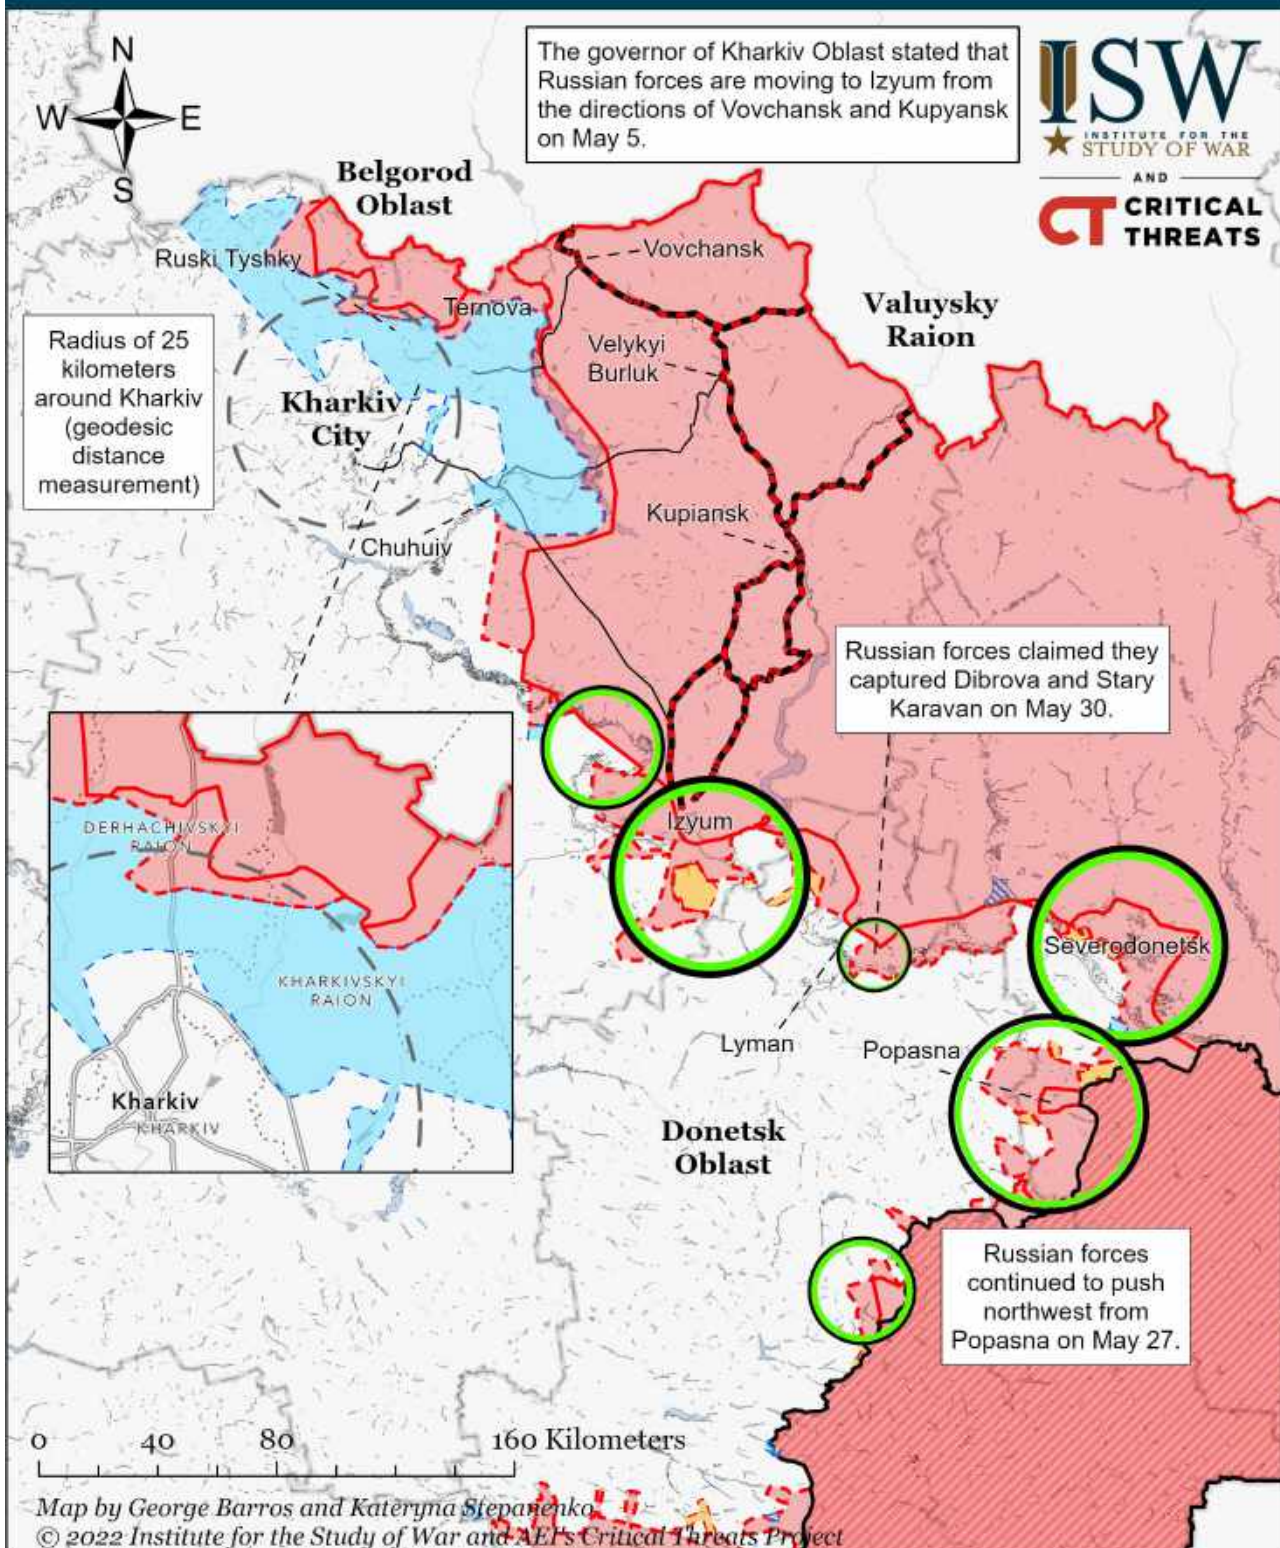 N
W E
S
The governor of Kharkiv Oblast stated that
Russian forces are moving to Izyum from
the directions of Vovchansk and Kupyansk
on May 5.
ISW
INSTITUTE FOR THE
STUDY OF WAR
AND
CT CRITICAL
THREATS
Belgorod
Oblast
Ruski Tyshky
Vovchansk
Ternova
Valuysky
Raion
Radius of 25
kilometers
around Kharkiv
(geodesic
distance
measurement)
Velykyi
Burluk
Kharkiv
City
Kupiansk
Chuhuiv
Russian forces claimed they
captured Dibrova and Stary
Karavan on May 30.
DERHACHIVSKYI
RAION
KHARKIVSKYI
RAION
Kharkiv
KHARKIV
Izyum
Severodonetsk
Lyman
Popasna
Donetsk
Oblast
Russian forces
continued to push
northwest from
Popasna on May 27.
0 40 80 160 Kilometers
Map by George Barros and Kateryna Stepanenko
© 2022 Institute for the Study of War and AEI's Critical Threats Project